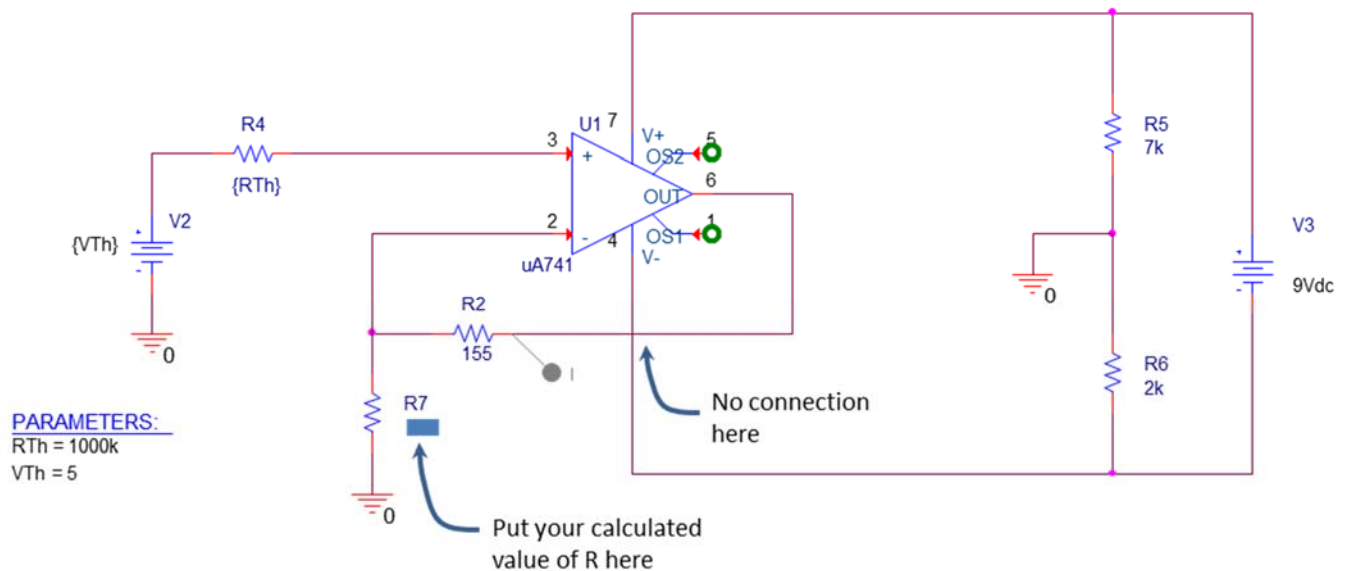 R4
{RTh}
V2
{VTh}
0
U1
7
3
+
2
-
4
uA741
V+
OS2
5
OUT
6
OS1
1
V-
R2
155
I
R7
0
PARAMETERS:
RTh = 1000k
VTh = 5
Put your calculated
value of R here
No connection
here
R5
7k
0
R6
2k
V3
9Vdc